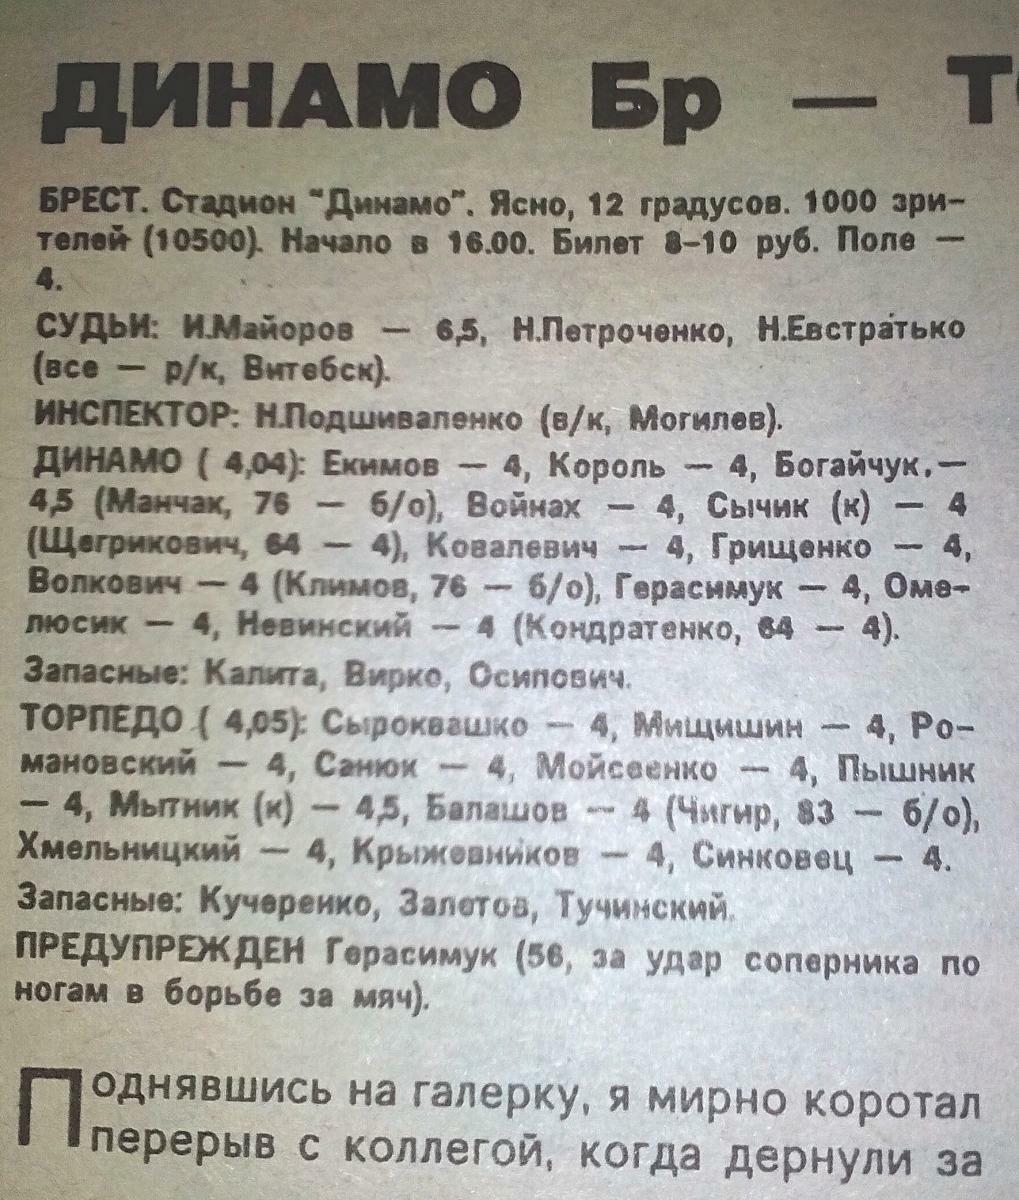 ДИНАМО Бр —
БРЕСТ. Стадион "Динамо". Ясно, 12 градусов. 1000 зри-
телей (10500). Начало в 16.00. Билет 8-10 руб. Поле —
4.
СУДЬИ: И.Майоров — 6,5, Н.Петроченко, Н.Евстратько
(все — р/к, Витебск).
ИНСПЕКТОР: Н.Подшиваленко (в/к, Могилев).
ДИНАМО ( 4,04): Екимов — 4, Король — 4, Богайчук,—
4,5 (Манчак, 76 — б/о), Войнах — 4, Сычик (к) — 4
(Щегрикович, 64 — 4), Ковалевич — 4, Грищенко — 4,
Волкович — 4 (Климов, 76 — б/о), Герасимук — 4, Оме-
люсик — 4, Невинский — 4 (Кондратенко, 64 — 4).
Запасные: Калита, Вирко, Осипович.
ТОРПЕДО ( 4,05): Сыроквашко — 4, Мищишин — 4, Ро-
мановский — 4, Санюк — 4, Мойсеенко — 4, Пышник
— 4, Мытник (к) — 4,5, Балашов — 4 (Чигир, 83 — б/о),
Хмельницкий — 4, Крыжевников — 4, Синковец — 4.
Запасные: Кучеренко, Залетов, Тучинский.
ПРЕДУПРЕЖДЕН Герасимук (56, за удар соперника по
ногам в борьбе за мяч).
Поднявшись на галерку, я мирно коротал
перерыв с коллегой, когда дернули за